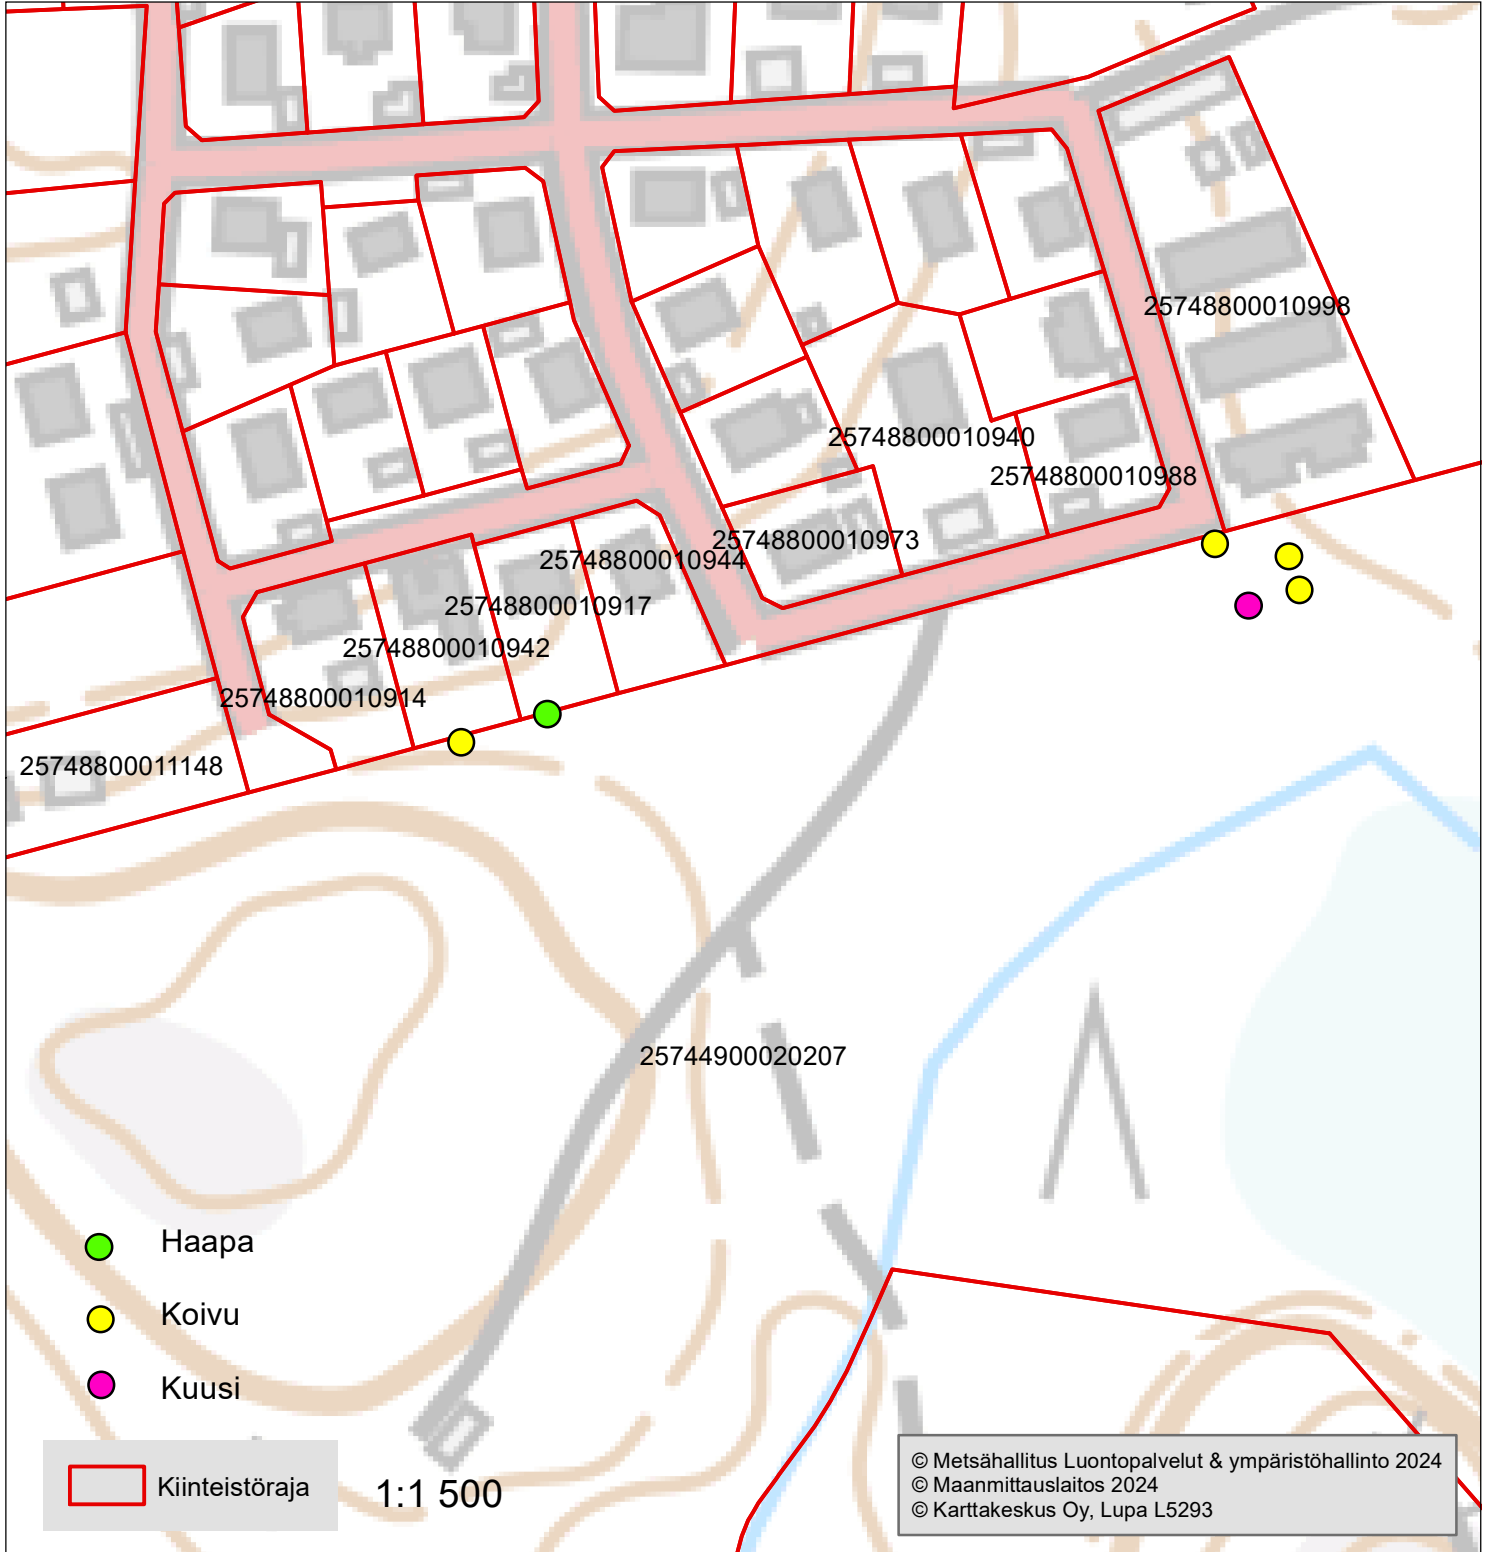 25748800010998
25748800010940
25748800010988
25748800010973
25748800010944
25748800010917
25748800010942
25748800010914
25748800011148
25744900020207
Haapa
Koivu
Kuusi
Kiinteistöraja
1:1 500
© Metsähallitus Luontopalvelut & ympäristöhallinto 2024
© Maanmittauslaitos 2024
© Karttakeskus Oy, Lupa L5293